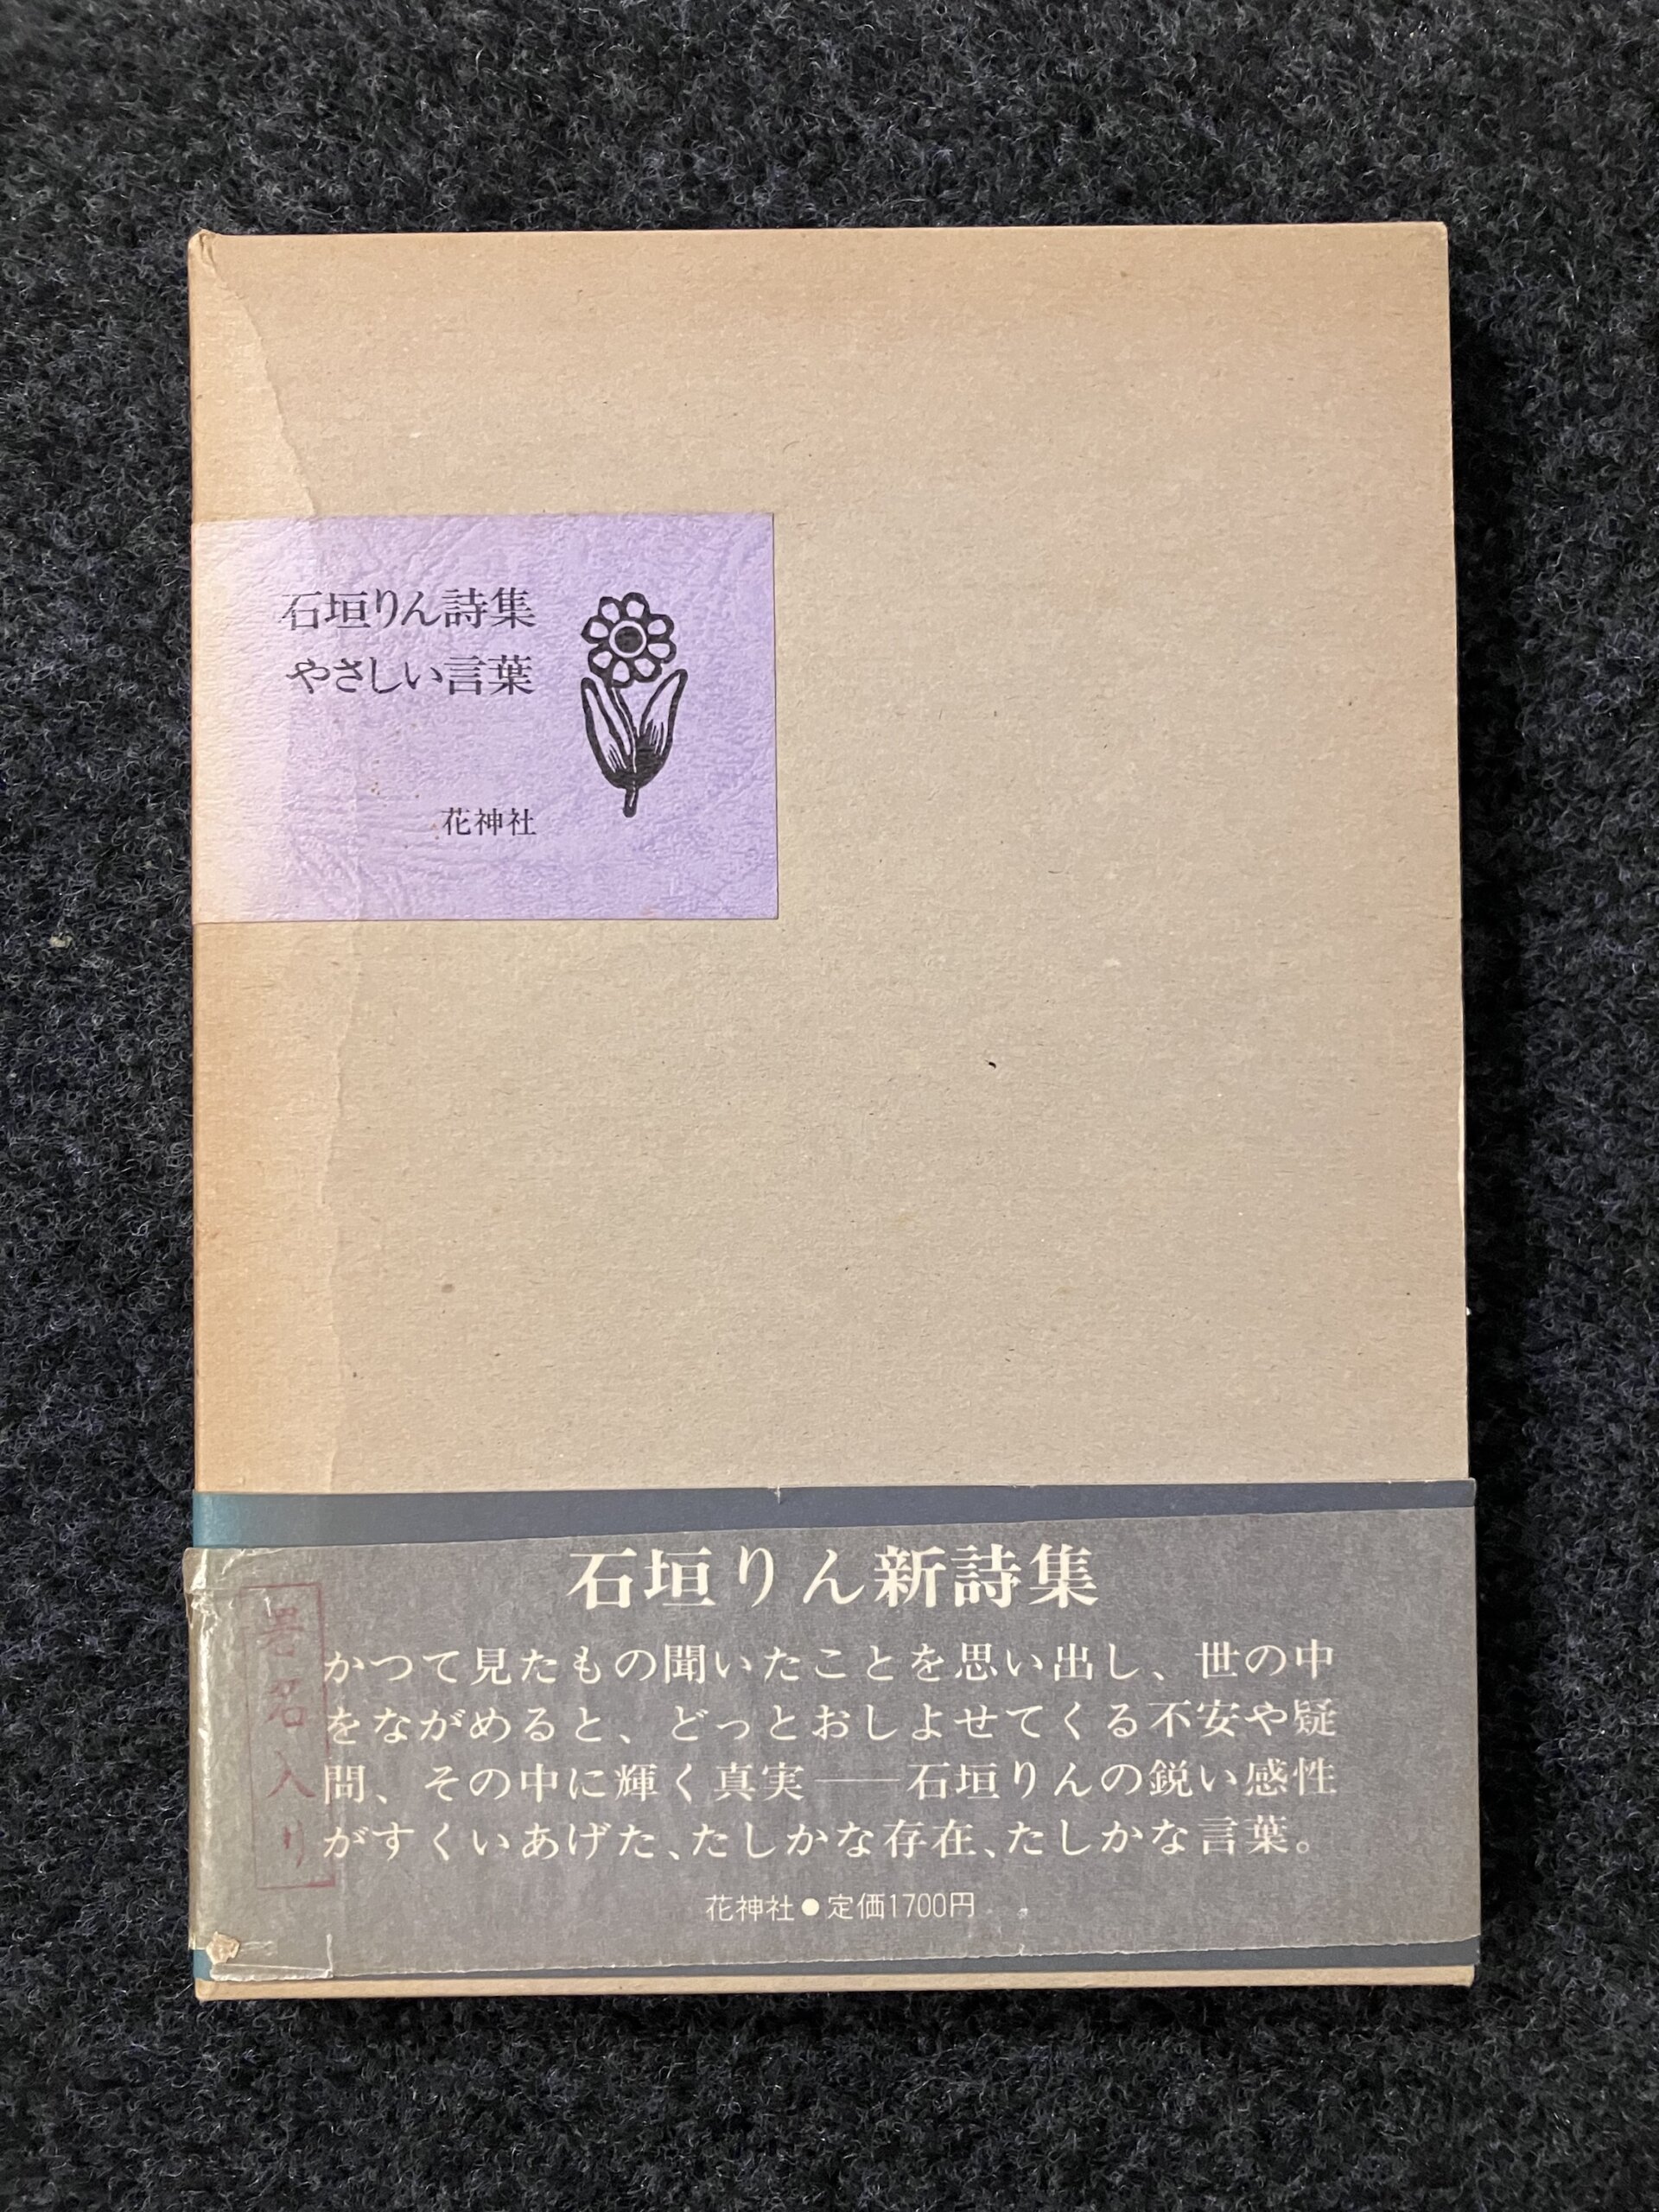 石垣りん詩集
やさしい言葉
花神社
石垣りん新詩集
かつて見たもの聞いたことを思い出し、世の中
をながめると、どっとおしよせてくる不安や疑
問、その中に輝く真実——石垣りんの鋭い感性
がすくいあげた、たしかな存在、たしかな言葉。
花神社●定価1700円
署名入り